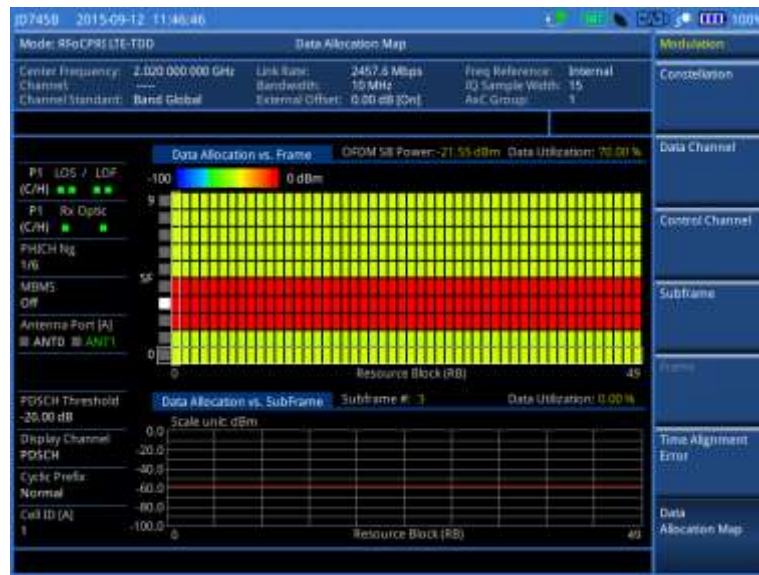 JD745B 2015-09-12 11:46:46
100%
Mode: RFoCPRI LTE-TDD Data Allocation Map
Modulation
Center Frequency: 2.020 000 000 GHz Link Rate: 2457.6 Mbps Freq Reference: Internal
Channel: ---- Bandwidth: 10 MHz IQ Sample Width: 15
Channel Standard: Band Global External Offset: 0.00 dB [On] AxC Group: 1
Constellation
Data Channel
Control Channel
Subframe
Frame
Time Alignment Error
Data Allocation Map
Data Allocation vs. Frame OFDM SB Power:-21.55 dBm Data Utilization: 70.00 %
-100 0 dBm
P1 LOS / LOF
(C/H)
P1 Rx Optic
(C/H)
PHICH Ng
1/6
MBMS
Off
Antenna Port [A]
ANT0 ANT1
9
SF
0
0 Resource Block (RB) 49
PDSCH Threshold
-20.00 dB
Display Channel
PDSCH
Cyclic Prefix
Normal
Cell ID [A]
1
Data Allocation vs. SubFrame Subframe #: 3 Data Utilization: 0.00 %
Scale unit: dBm
0.0
-20.0
-40.0
-60.0
-80.0
-100.0
0 Resource Block (RB) 49